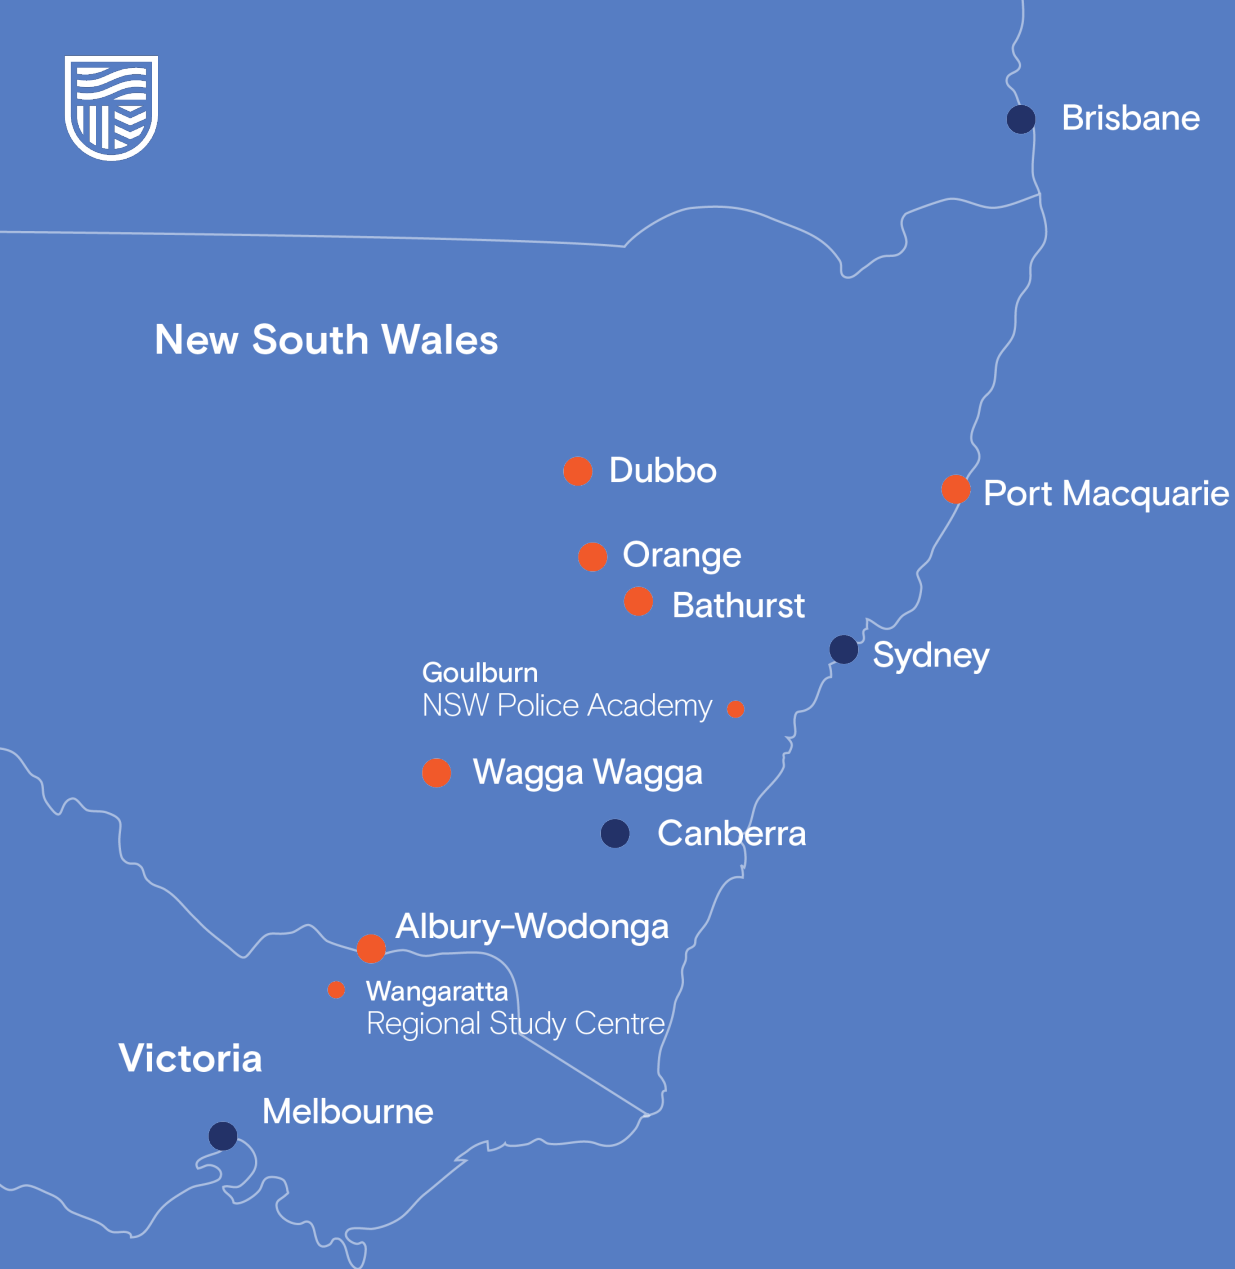 Brisbane
New South Wales
Dubbo
Port Macquarie
Orange
Bathurst
Sydney
Goulburn
NSW Police Academy
Wagga Wagga
Canberra
Albury–Wodonga
Wangaratta
Regional Study Centre
Victoria
Melbourne